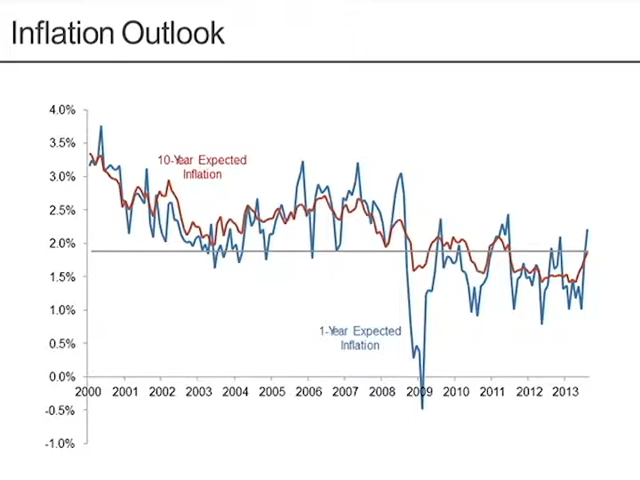 Inflation Outlook
4.0%
3.5%
3.0%
2.5%
2.0%
1.5%
1.0%
0.5%
0.0%
-0.5%
-1.0%
10-Year Expected
Inflation
1-Year Expected
Inflation
2000 2001 2002 2003 2004 2005 2006 2007 2008 2009 2010 2011 2012 2013